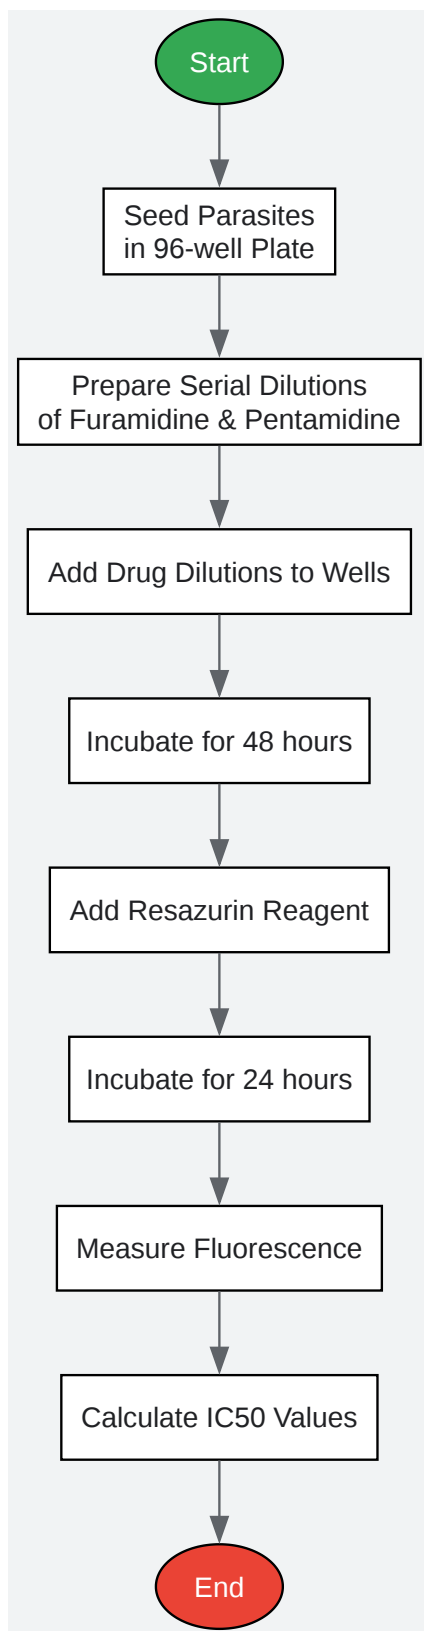 Start
Seed Parasites
in 96-well Plate
Prepare Serial Dilutions
of Furamidine & Pentamidine
Add Drug Dilutions to Wells
Incubate for 48 hours
Add Resazurin Reagent
Incubate for 24 hours
Measure Fluorescence
Calculate IC50 Values
End